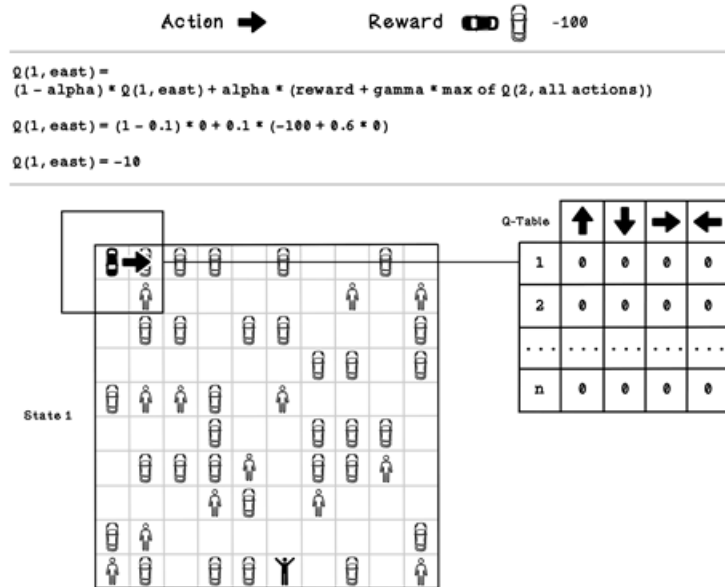 Action Reward -100
Q(1, east) =
(1 - alpha) * Q(1, east) + alpha * (reward + gamma * max of Q(2, all actions))
Q(1, east) = (1 - 0.1) * 0 + 0.1 * (-100 + 0.6 * 0)
Q(1, east) = -10
Q-Table
1 0 0 0 0
2 0 0 0 0
... ... ... ... ...
n 0 0 0 0
State 1